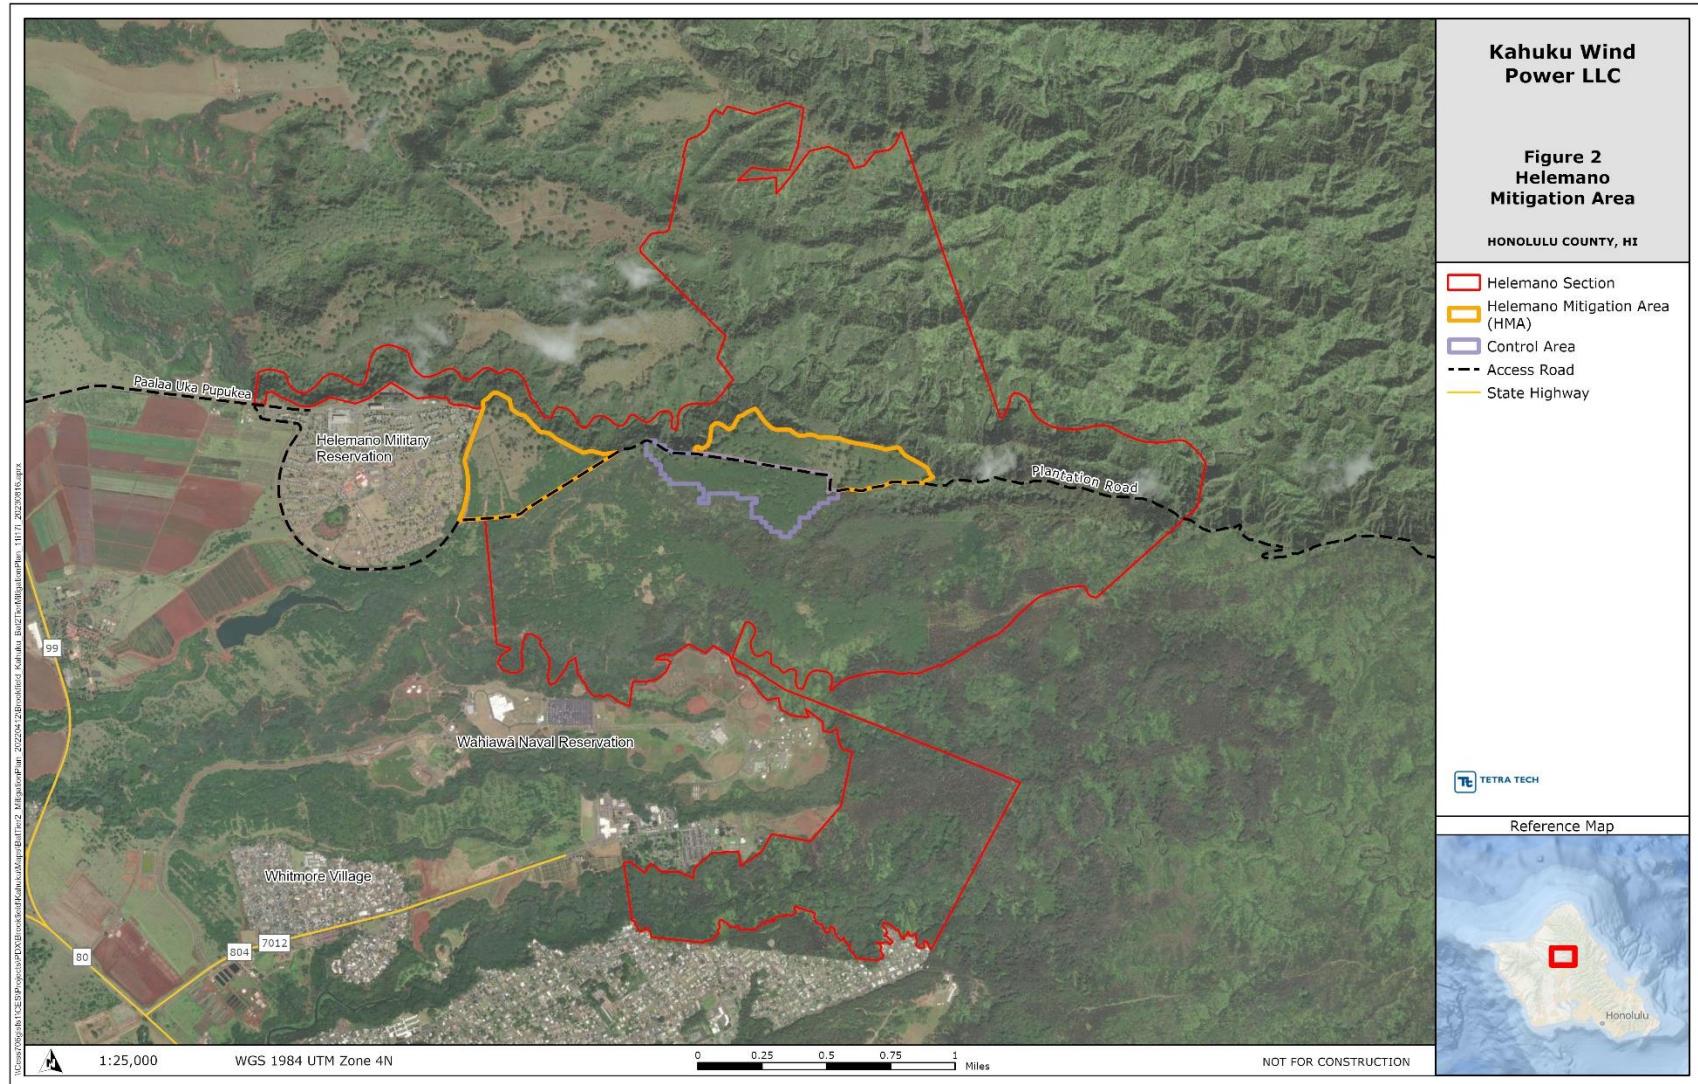 Kahuku Wind
Power LLC
Figure 2
Helemano
Mitigation Area
HONOLULU COUNTY, HI
Helemano Section
Helemano Mitigation Area
(HMA)
Control Area
Access Road
State Highway
TETRA TECH
Reference Map
Honolulu
Paalaa Uka Pupukea
Helemano Military
Reservation
Plantation Road
99
Wahiawā Naval Reservation
Whitmore Village
7012
804
80
1:25,000
WGS 1984 UTM Zone 4N
0 0.25 0.5 0.75 1
Miles
NOT FOR CONSTRUCTION